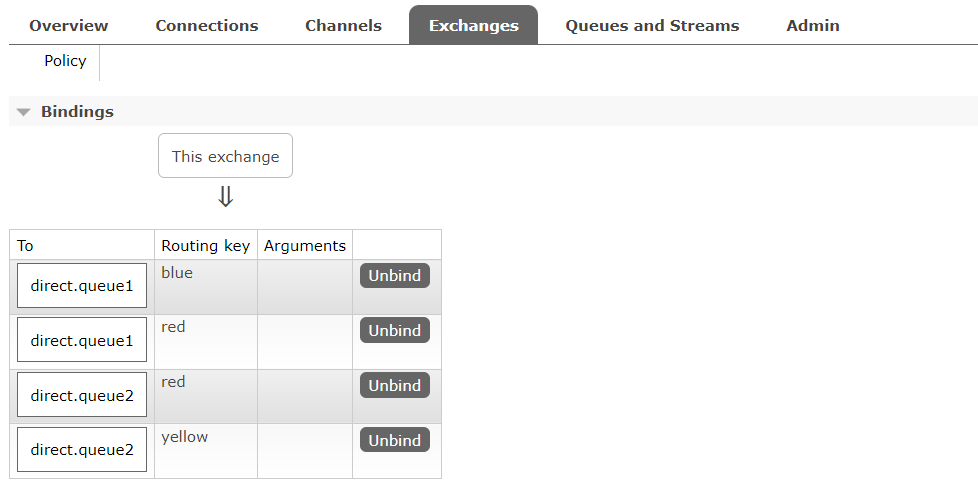 Overview Connections Channels Exchanges Queues and Streams Admin
Policy
Bindings
This exchange
⇓
To Routing key Arguments
direct.queue1 blue Unbind
direct.queue1 red Unbind
direct.queue2 red Unbind
direct.queue2 yellow Unbind